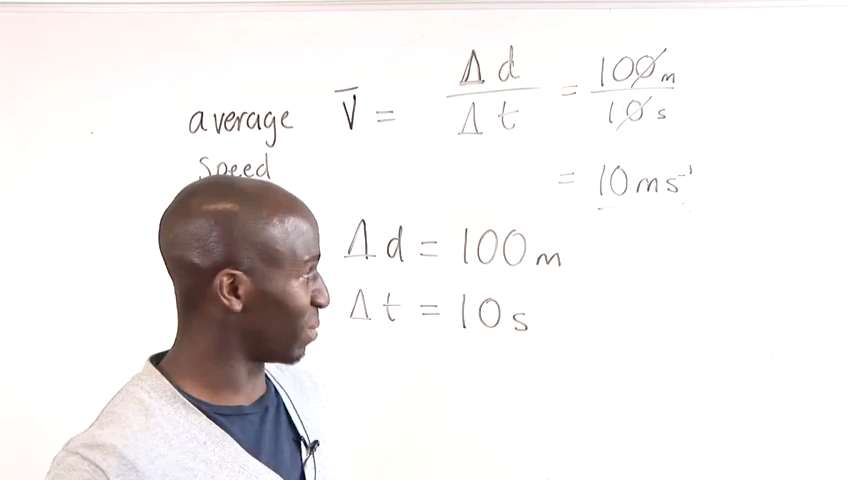 average V̅ = Δd / Δt = 100 m / 10 s
speed
= 10 ms⁻¹
Δd = 100 m
Δt = 10 s